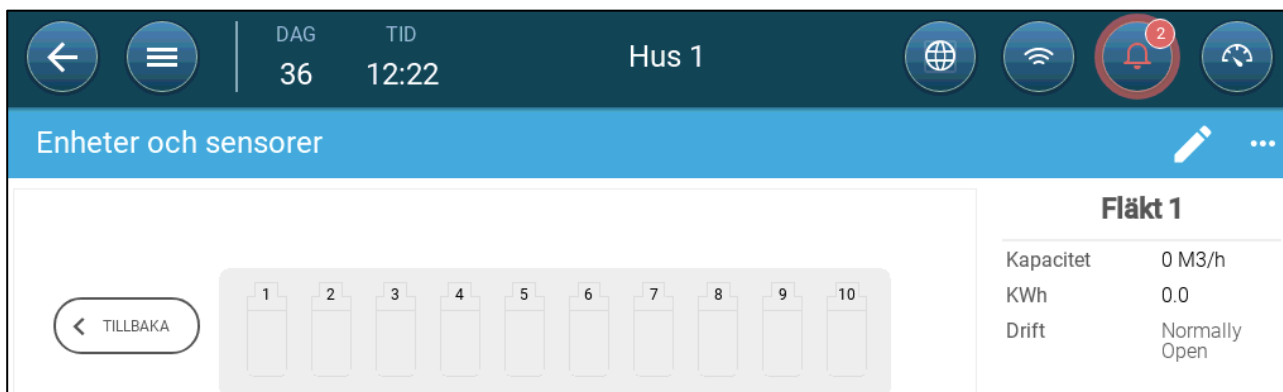 DAG TID
36 12:22
Hus 1
2
Enheter och sensorer
Fläkt 1
Kapacitet 0 M3/h
KWh 0.0
Drift Normally
Open
TILLBAKA
1 2 3 4 5 6 7 8 9 10